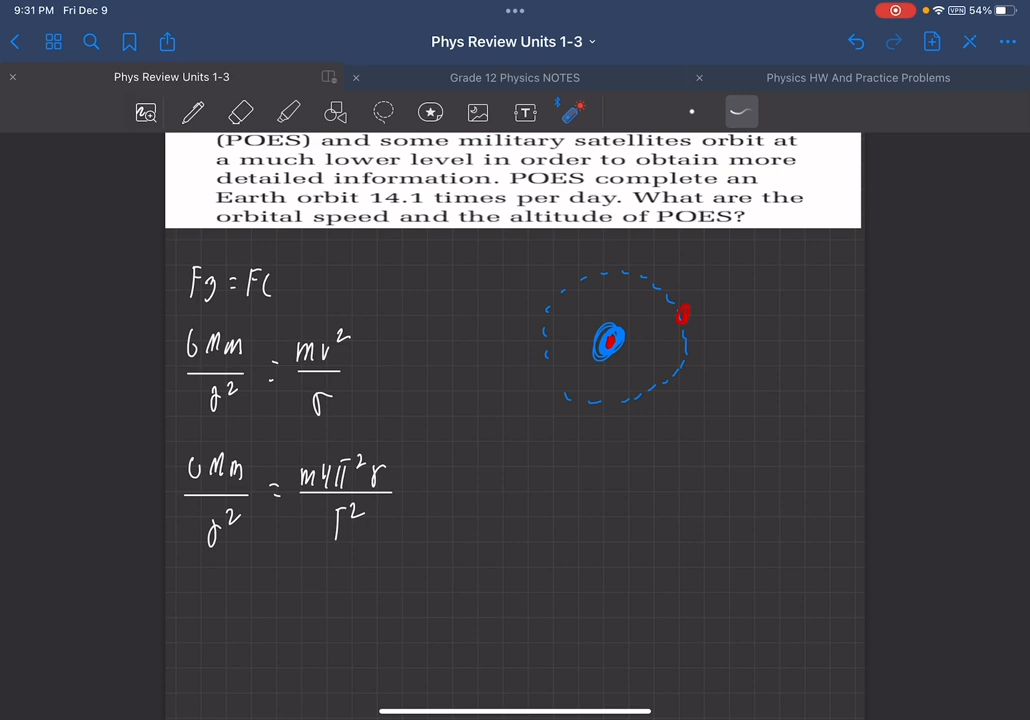 9:31 PM Fri Dec 9
VPN 54%
Phys Review Units 1-3
Phys Review Units 1-3
Grade 12 Physics NOTES
Physics HW And Practice Problems
(POES) and some military satellites orbit at
a much lower level in order to obtain more
detailed information. POES complete an
Earth orbit 14.1 times per day. What are the
orbital speed and the altitude of POES?
Fg = Fc
GMm/r² = mv²/r
GMm/r² = m4π²r/T²